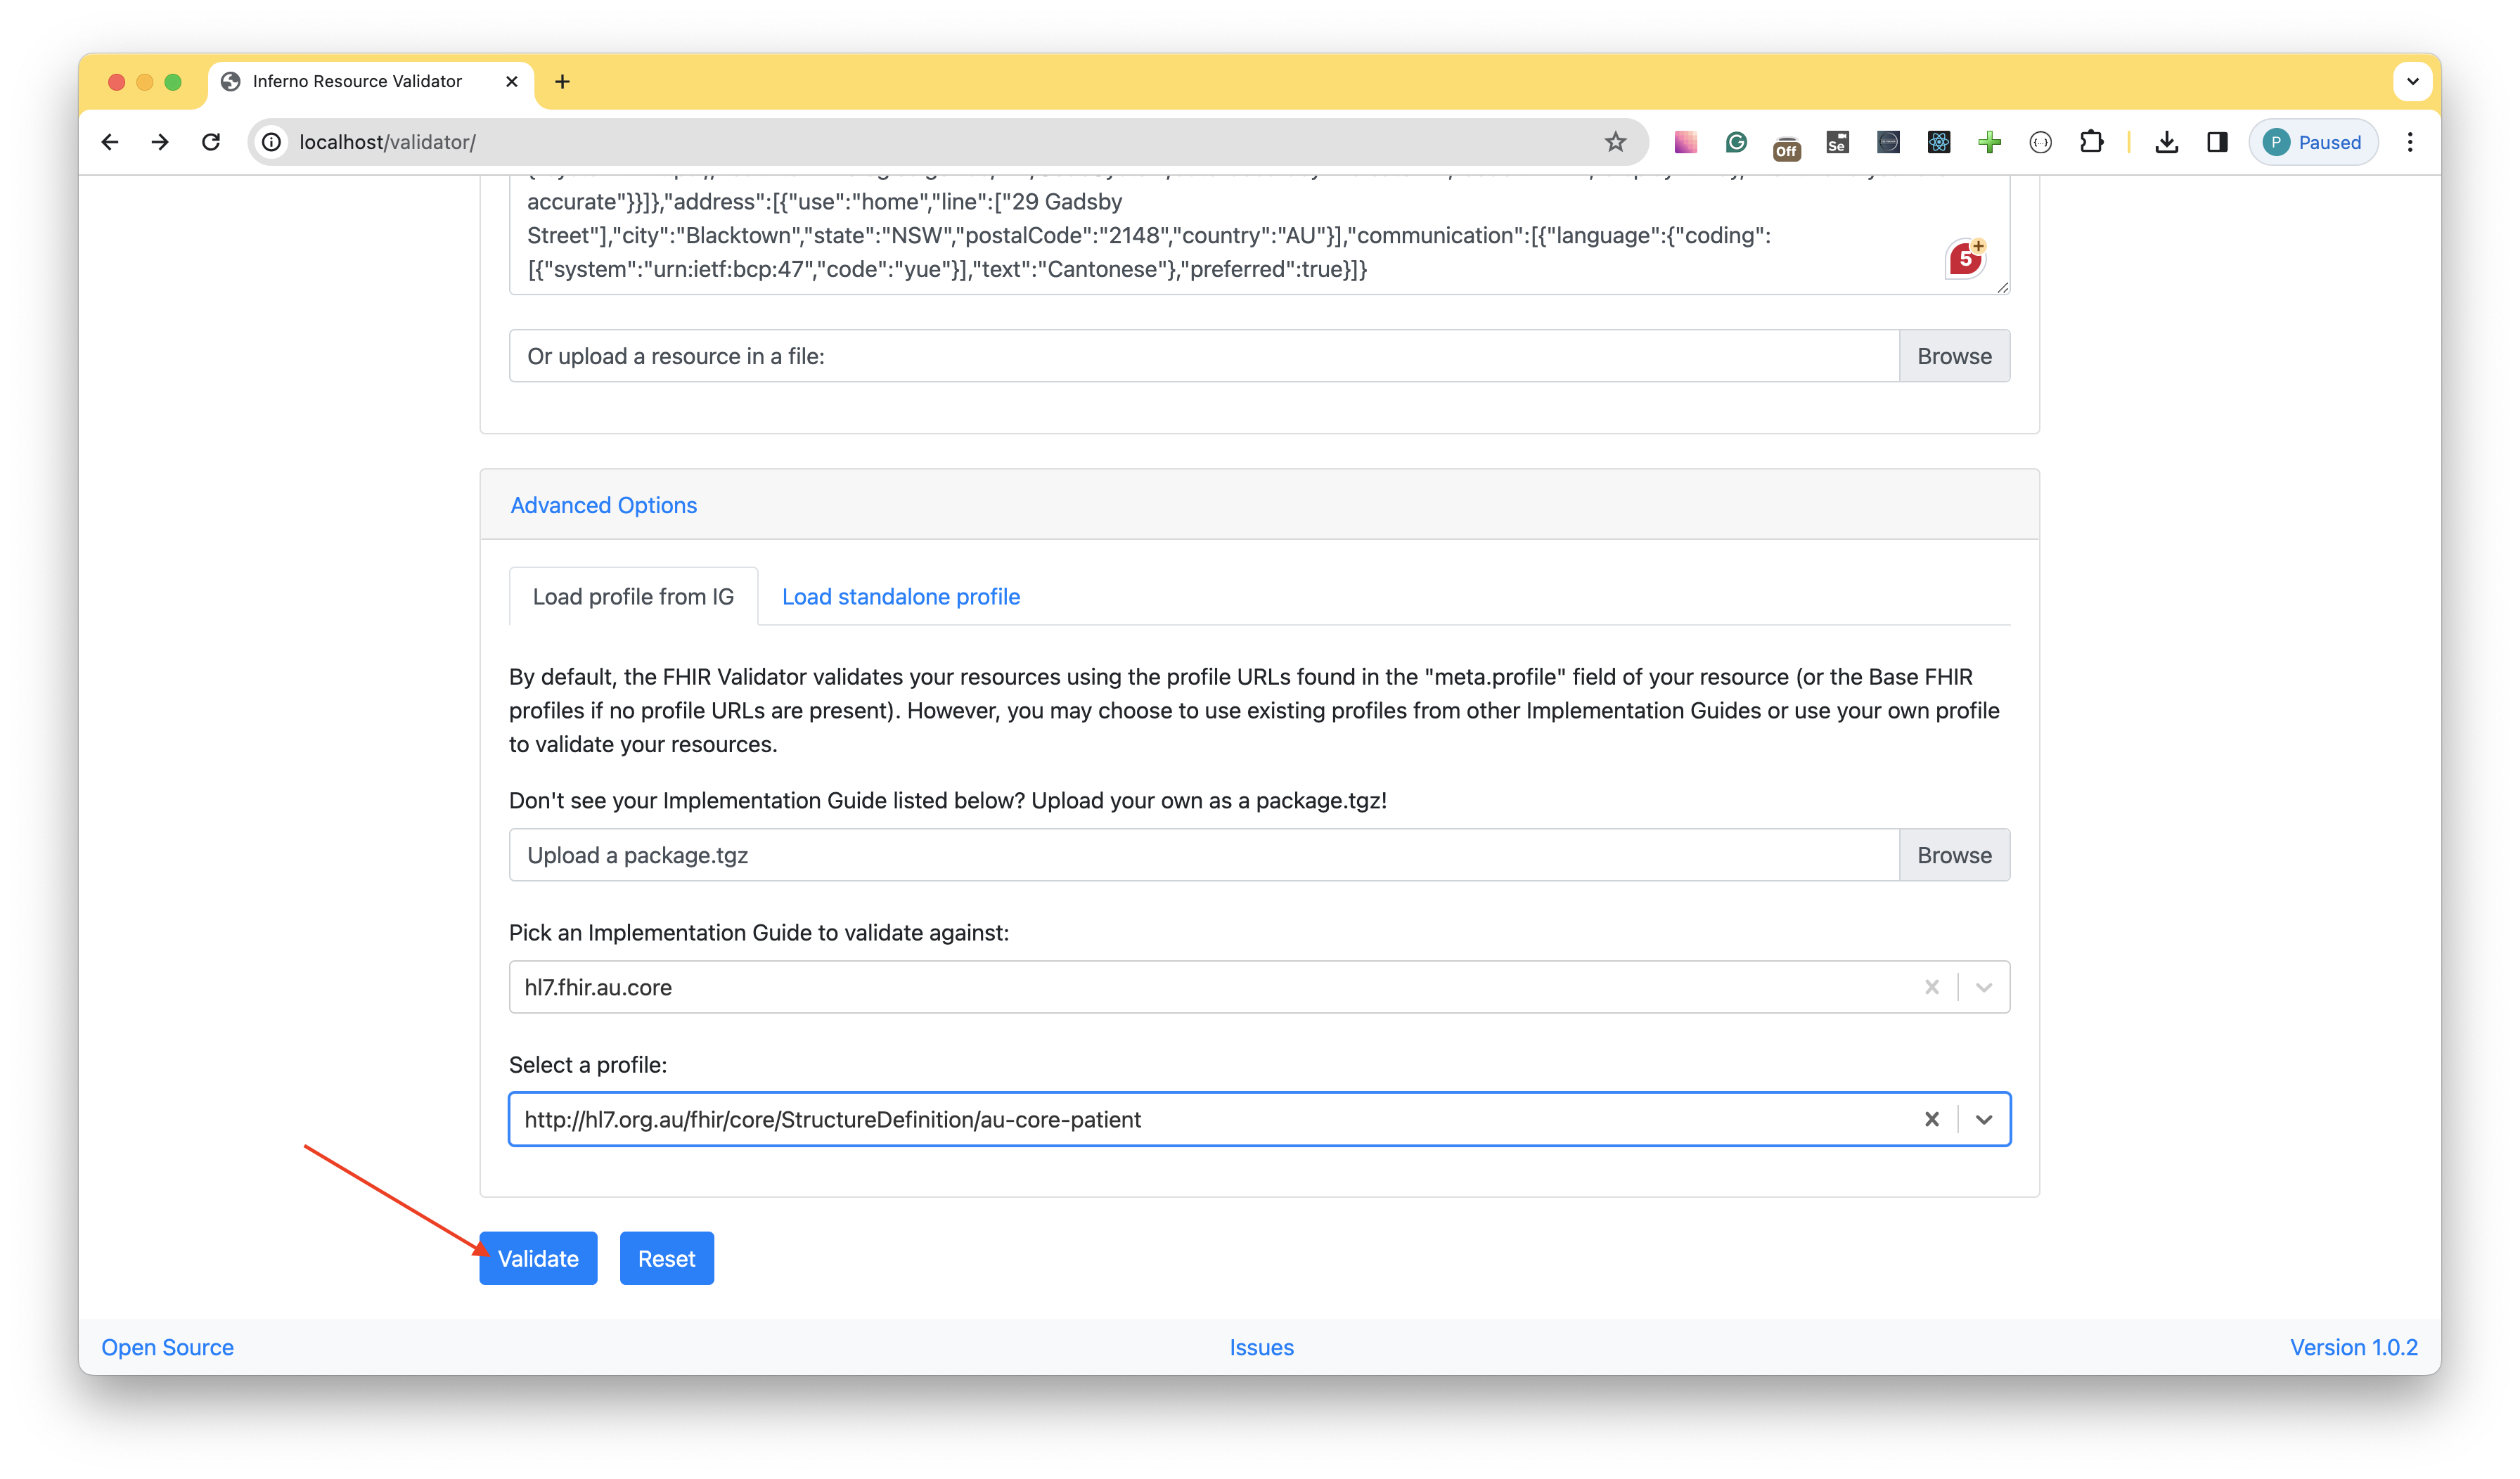 Inferno Resource Validator
localhost/validator/
Off
Se
P Paused
accurate"}}]},"address":[{"use":"home","line":["29 Gadsby
Street"],"city":"Blacktown","state":"NSW","postalCode":"2148","country":"AU"}],"communication":[{"language":{"coding":
[{"system":"urn:ietf:bcp:47","code":"yue"}],"text":"Cantonese"},"preferred":true}]}
5
Or upload a resource in a file:
Browse
Advanced Options
Load profile from IG
Load standalone profile
By default, the FHIR Validator validates your resources using the profile URLs found in the "meta.profile" field of your resource (or the Base FHIR
profiles if no profile URLs are present). However, you may choose to use existing profiles from other Implementation Guides or use your own profile
to validate your resources.
Don't see your Implementation Guide listed below? Upload your own as a package.tgz!
Upload a package.tgz
Browse
Pick an Implementation Guide to validate against:
hl7.fhir.au.core
Select a profile:
http://hl7.org.au/fhir/core/StructureDefinition/au-core-patient
Validate
Reset
Open Source
Issues
Version 1.0.2